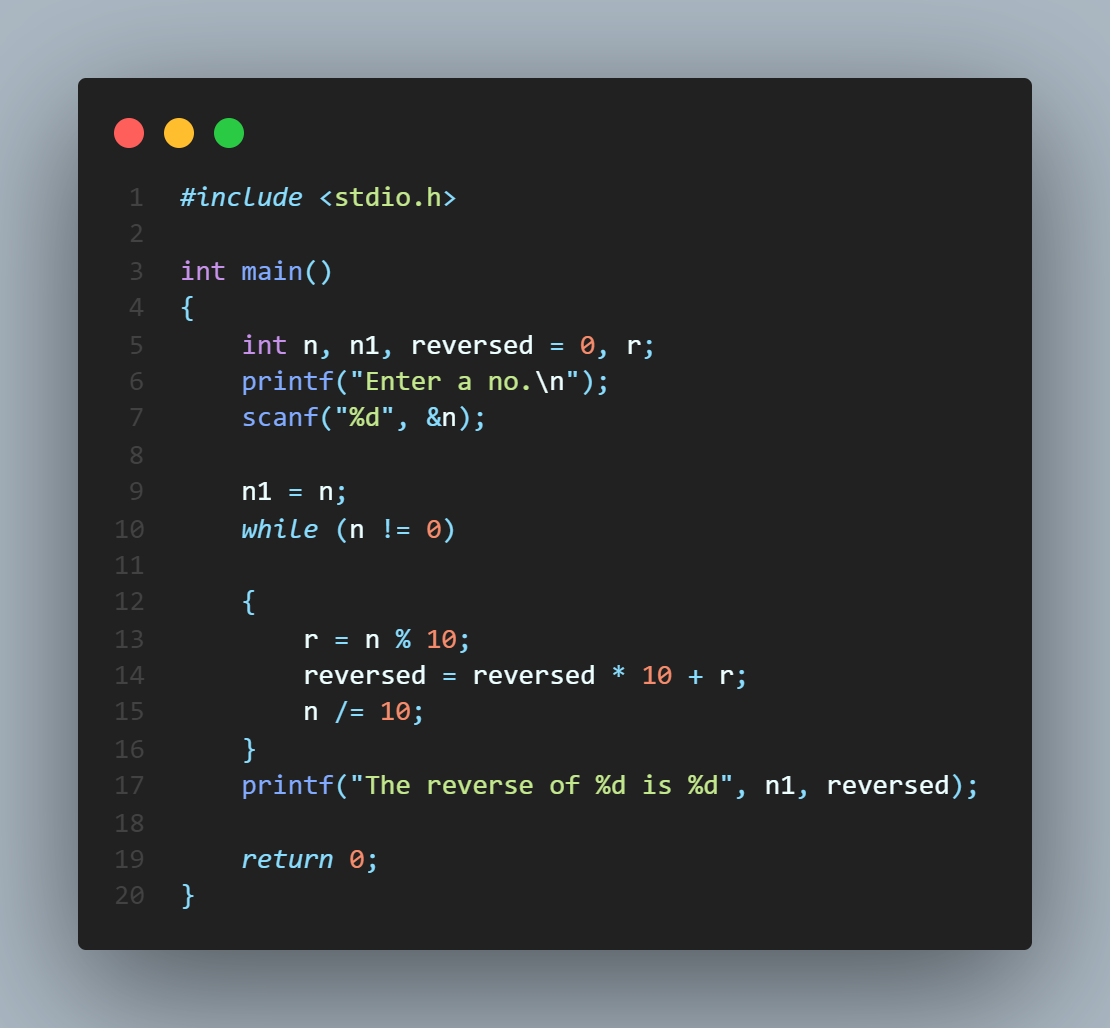 1 #include <stdio.h>
2
3 int main()
4 {
5     int n, n1, reversed = 0, r;
6     printf("Enter a no.\n");
7     scanf("%d", &n);
8
9     n1 = n;
10     while (n != 0)
11
12     {
13         r = n % 10;
14         reversed = reversed * 10 + r;
15         n /= 10;
16     }
17     printf("The reverse of %d is %d", n1, reversed);
18
19     return 0;
20 }